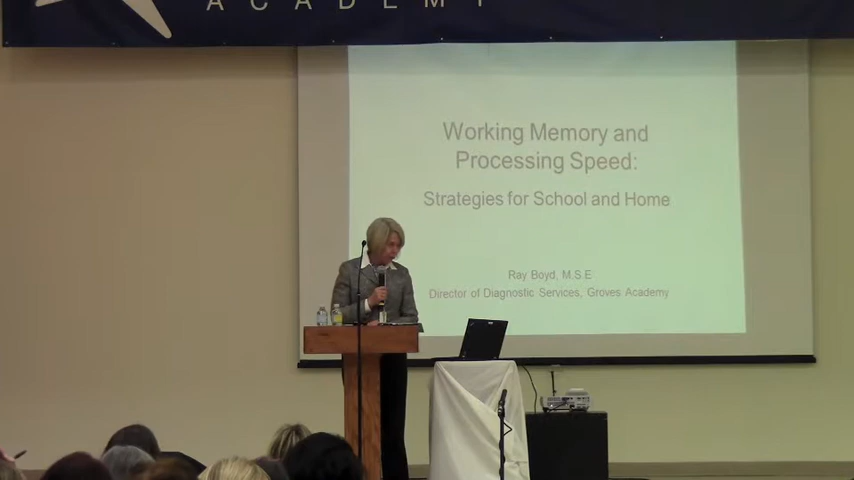 ACADEMY
Working Memory and
Processing Speed:
Strategies for School and Home
Ray Boyd, M.S.E
Director of Diagnostic Services, Groves Academy